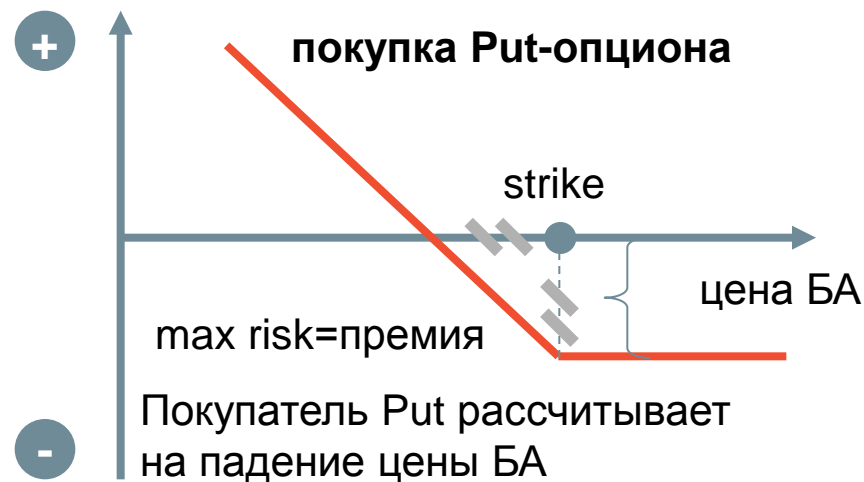 +
покупка Put-опциона
strike
цена БА
max risk=премия
Покупатель Put рассчитывает
на падение цены БА
-